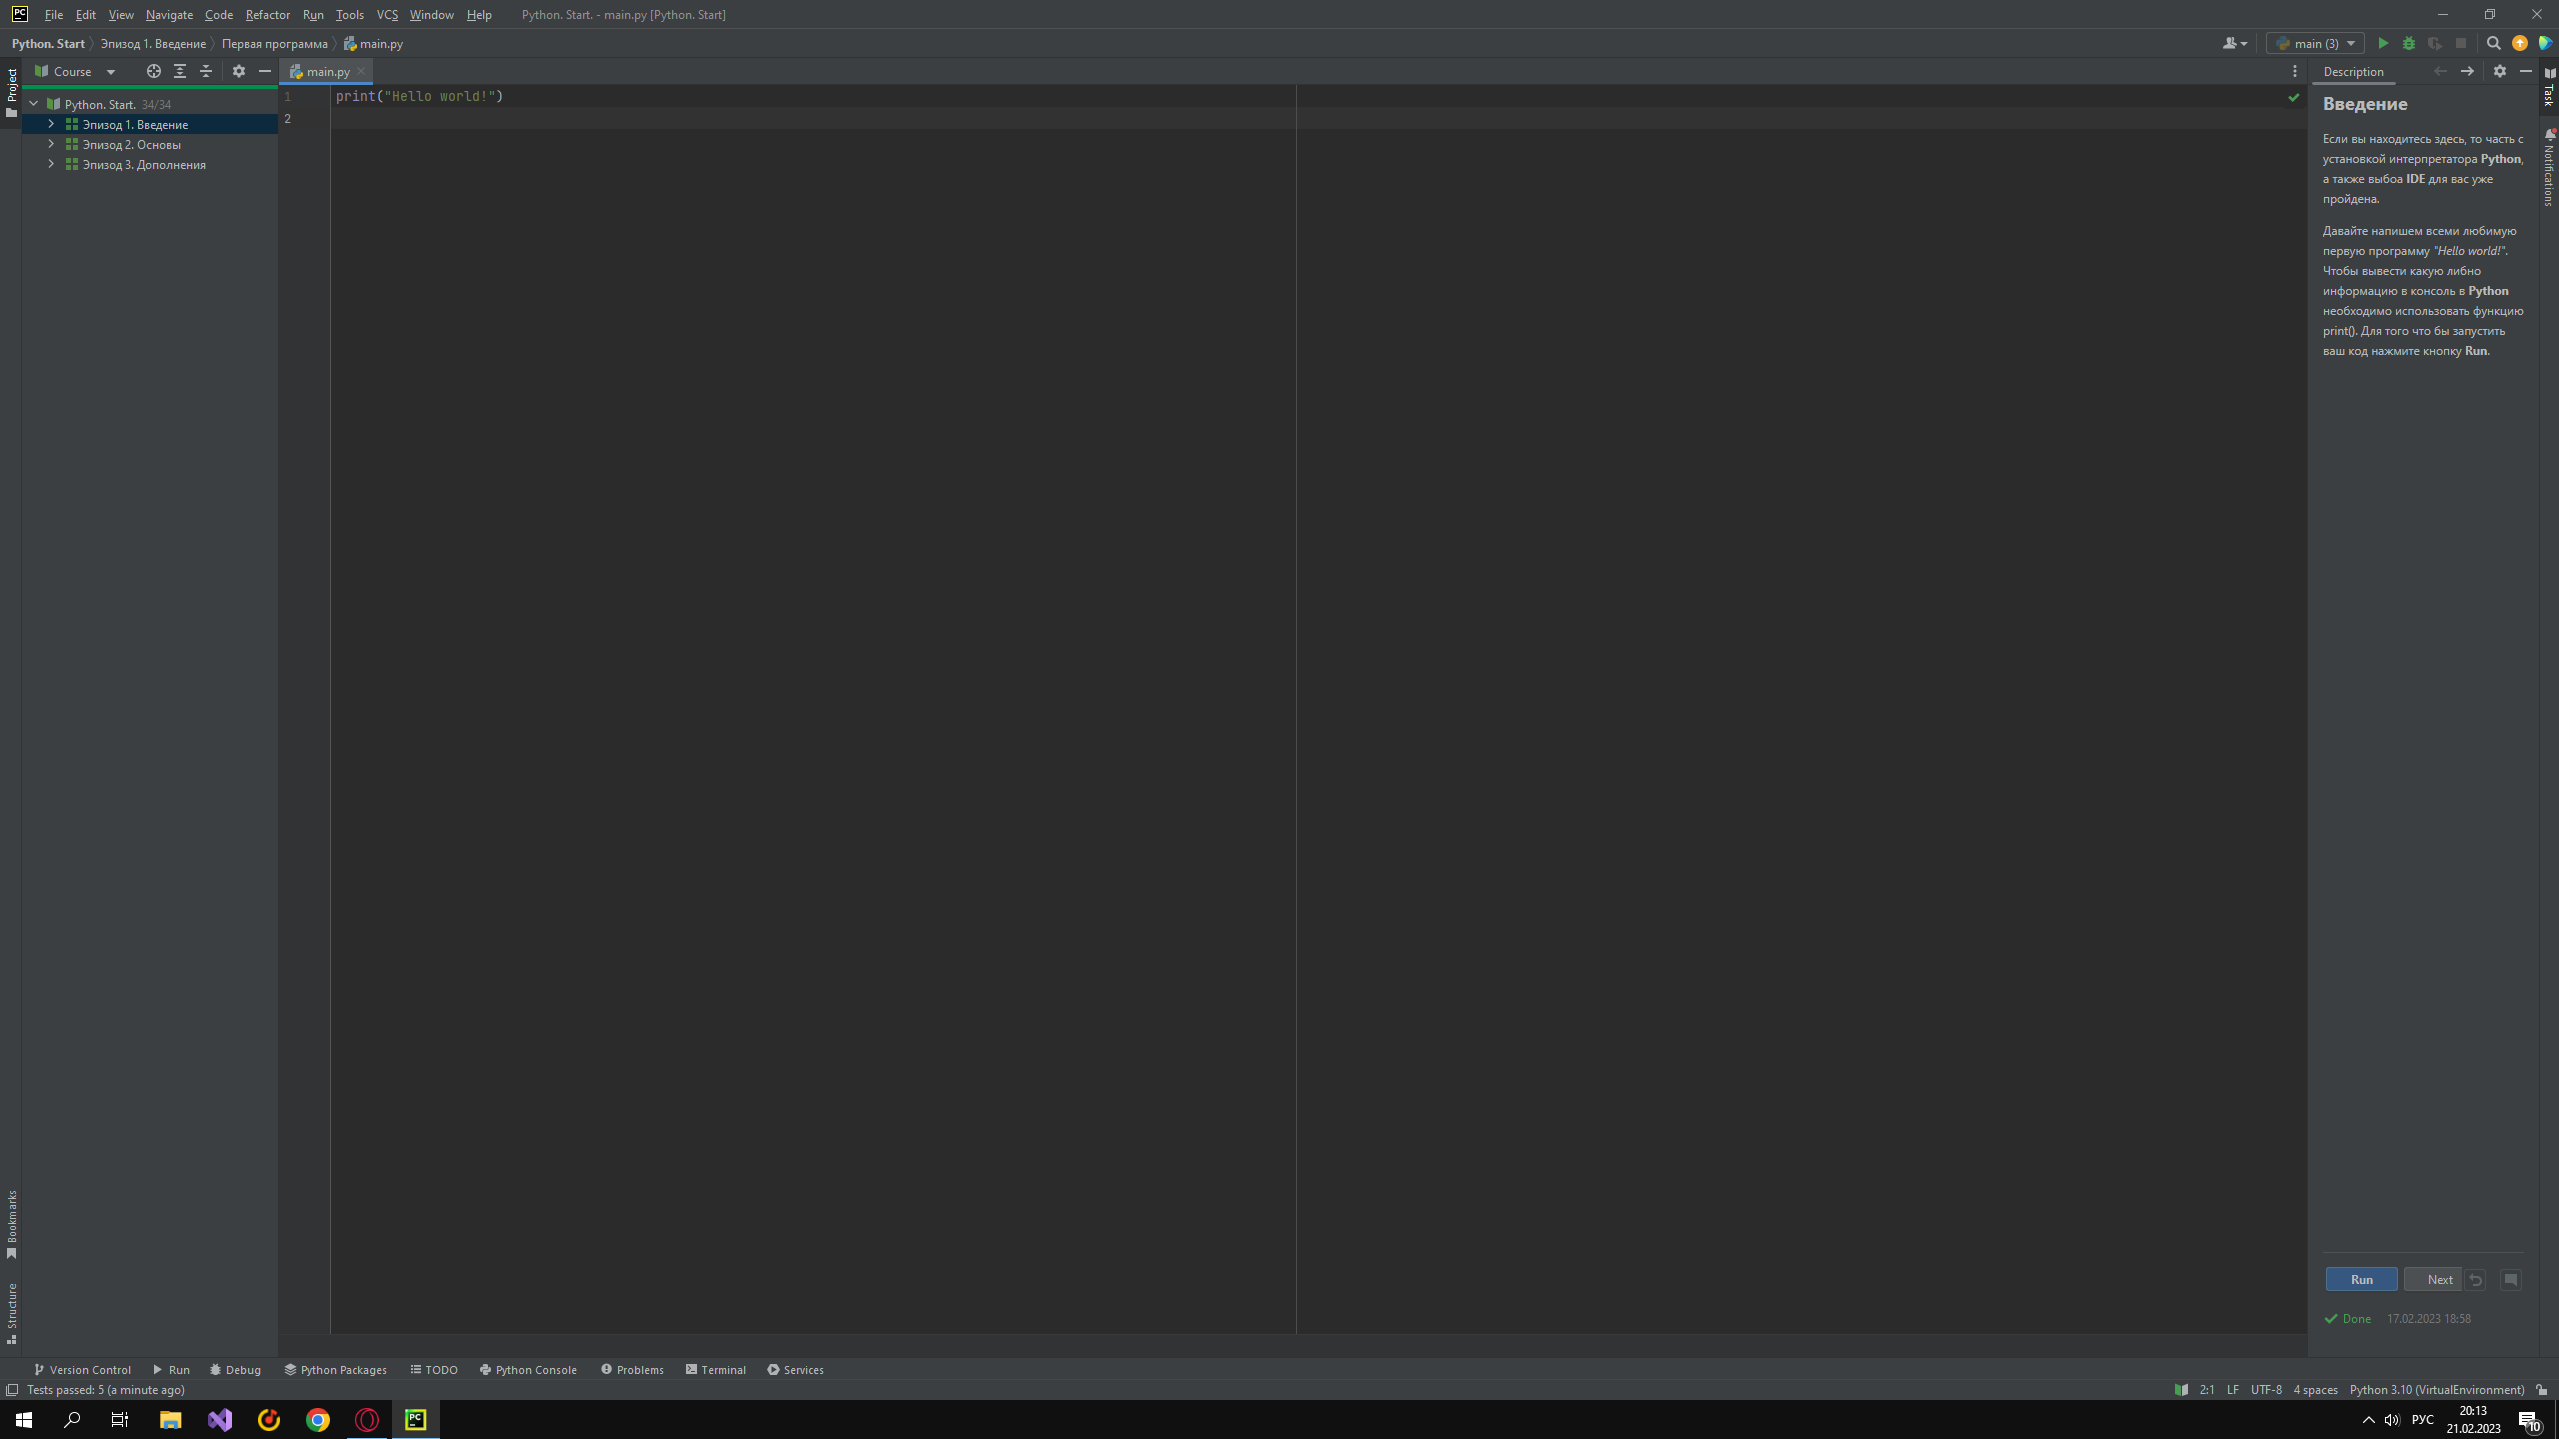 PC File Edit View Navigate Code Refactor Run Tools VCS Window Help Python. Start. - main.py [Python. Start]
Python. Start Эпизод 1. Введение Первая программа main.py main (3)
Project
Course
main.py
Description
Python. Start. 34/34
Эпизод 1. Введение
Эпизод 2. Основы
Эпизод 3. Дополнения
1 print("Hello world!")
2
Введение
Если вы находитесь здесь, то часть с
установкой интерпретатора Python,
а также выбоа IDE для вас уже
пройдена.
Давайте напишем всеми любимую
первую программу "Hello world!".
Чтобы вывести какую либно
информацию в консоль в Python
необходимо использовать функцию
print(). Для того что бы запустить
ваш код нажмите кнопку Run.
Task
Notifications
Bookmarks
Structure
Run Next
Done 17.02.2023 18:58
Version Control Run Debug Python Packages TODO Python Console Problems Terminal Services
Tests passed: 5 (a minute ago) 2:1 LF UTF-8 4 spaces Python 3.10 (VirtualEnvironment)
PC РУС 20:13
21.02.2023
10